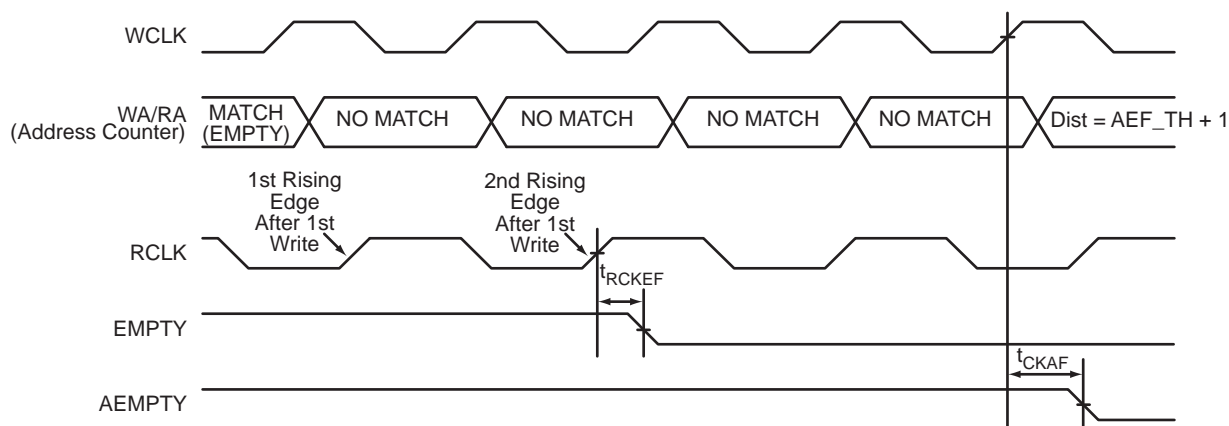 WCLK
WA/RA
(Address Counter)
MATCH
(EMPTY)
NO MATCH
NO MATCH
NO MATCH
NO MATCH
Dist = AEF_TH + 1
1st Rising
Edge
After 1st
Write
2nd Rising
Edge
After 1st
Write
RCLK
tRCKEF
EMPTY
tCKAF
AEMPTY